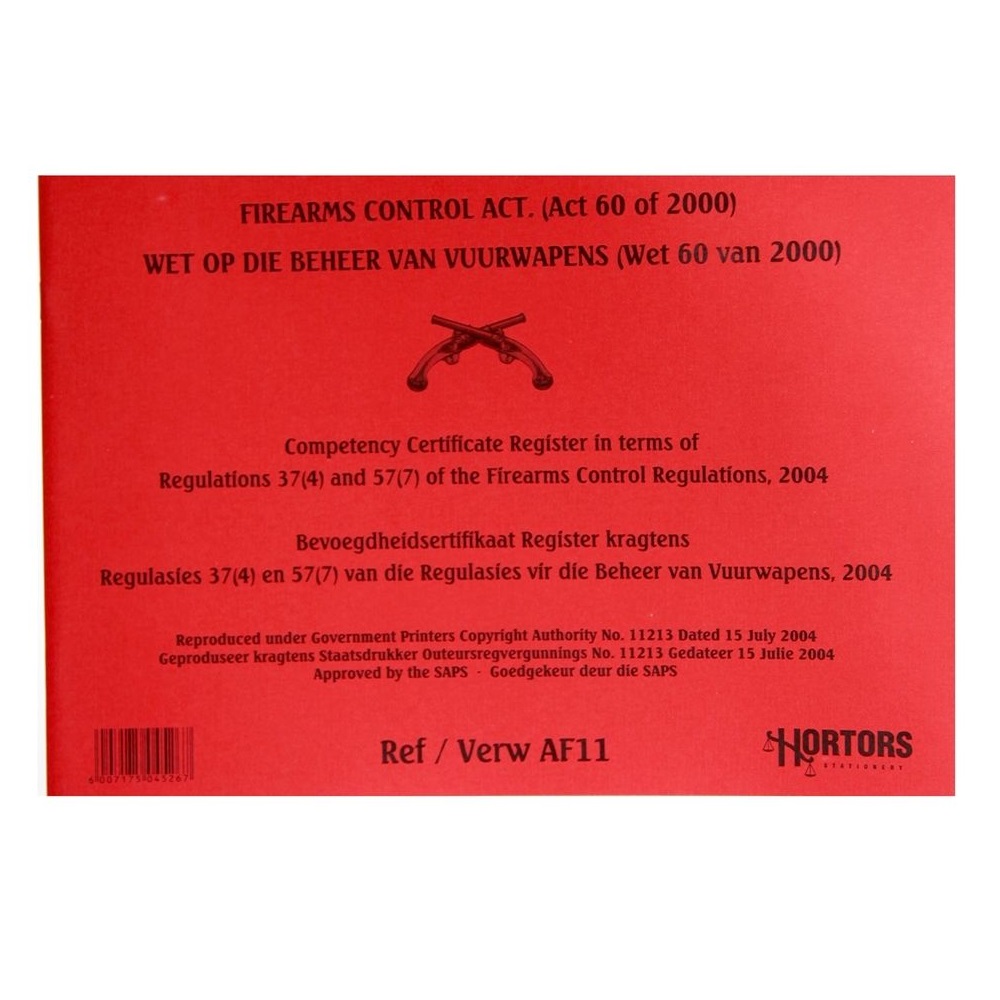 FIREARMS CONTROL ACT. (Act 60 of 2000)
WET OP DIE BEHEER VAN VUURWAPENS (Wet 60 van 2000)
Competency Certificate Register in terms of
Regulations 37(4) and 57(7) of the Firearms Control Regulations, 2004
Bevoegdheidsertifikaat Register kragtens
Regulasies 37(4) en 57(7) van die Regulasies vir die Beheer van Vuurwapens, 2004
Reproduced under Government Printers Copyright Authority No. 11213 Dated 15 July 2004
Geproduseer kragtens Staatsdrukker Outeursregvergunnings No. 11213 Gedateer 15 Julie 2004
Approved by the SAPS - Goedgekeur deur die SAPS
Ref / Verw AF11
HORTORS
STATIONERY
6 007175 045267